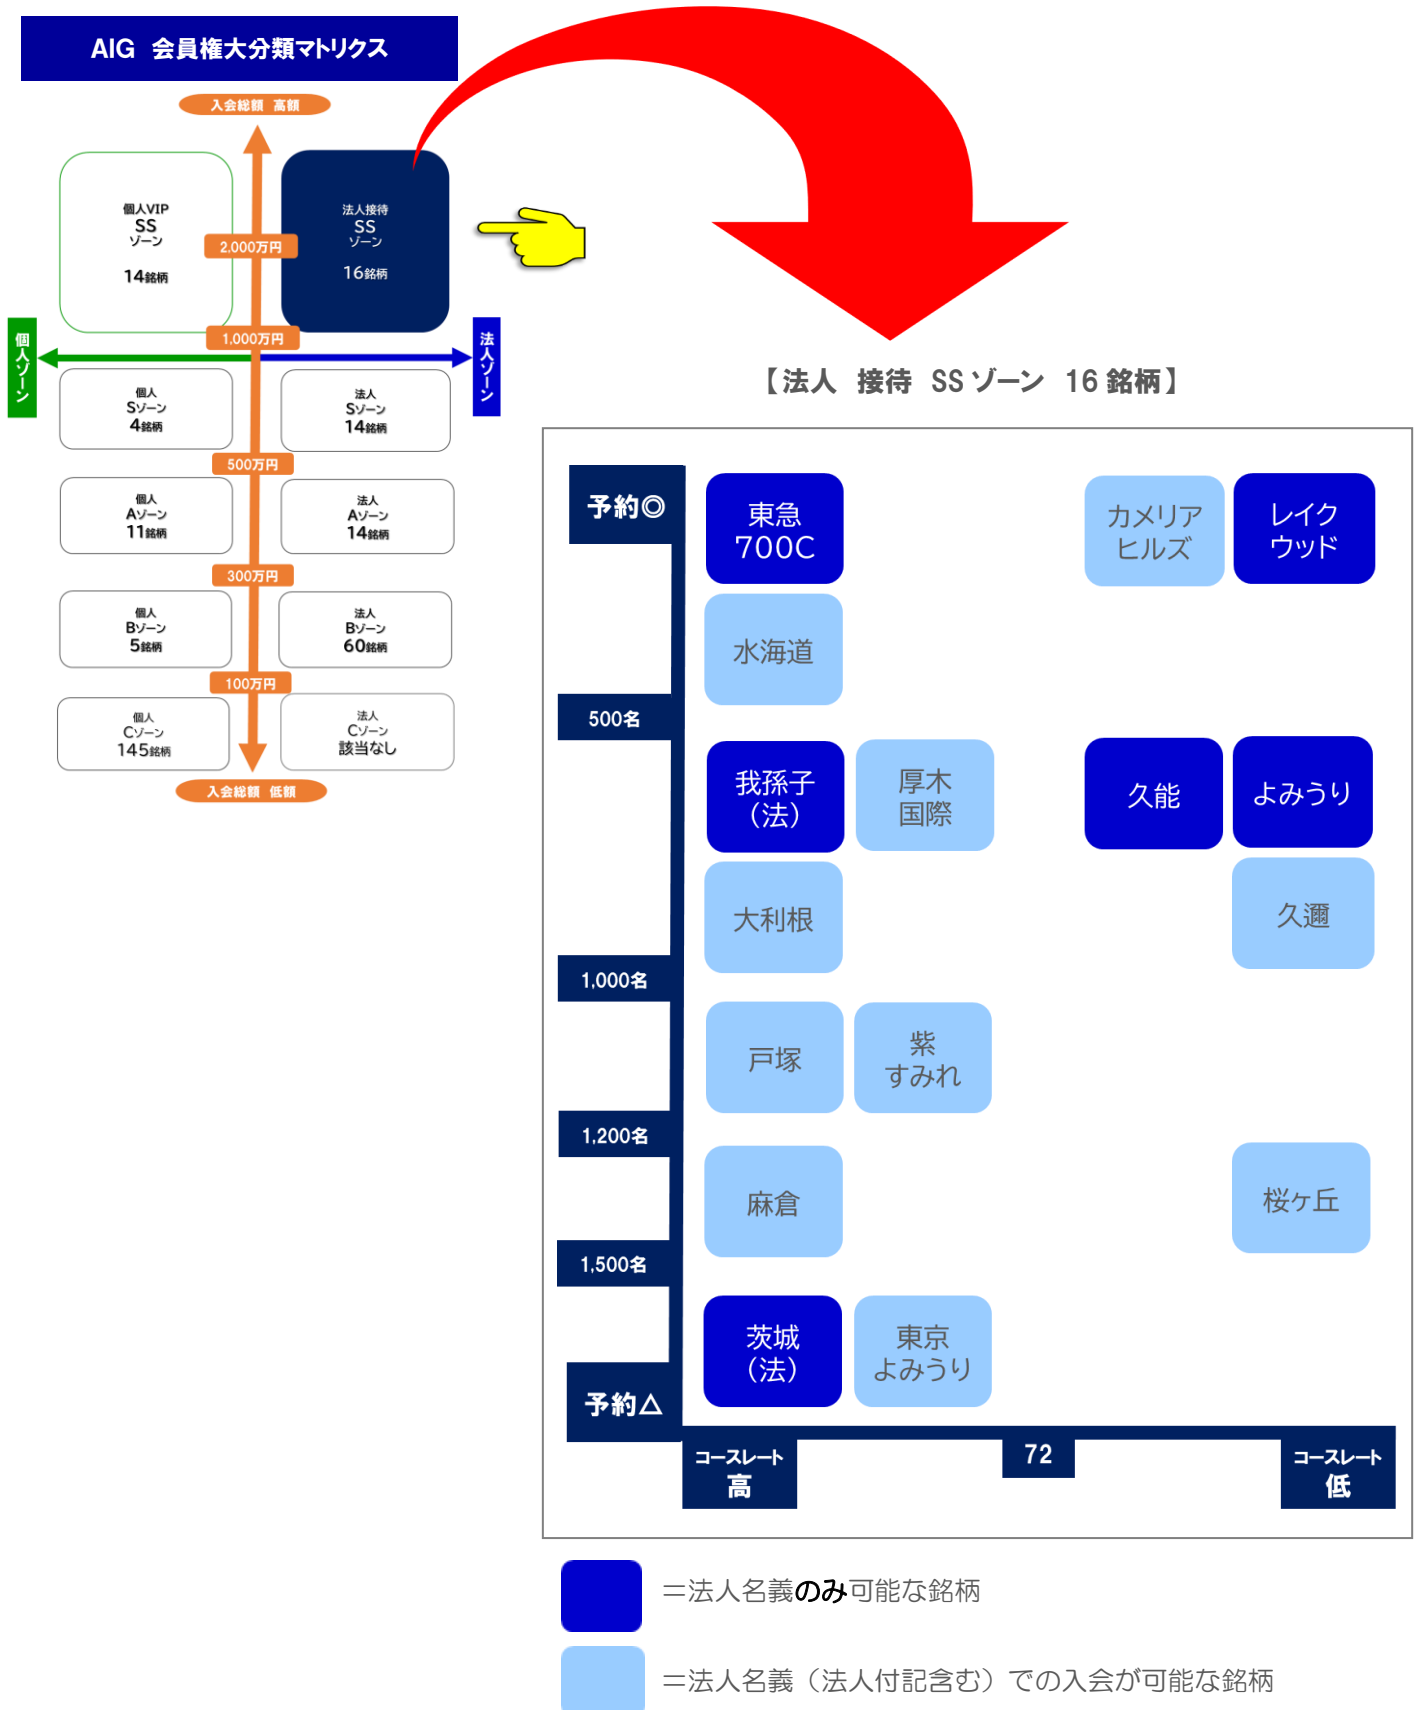 AIG 会員権大分類マトリクス
入会総額 高額
個人VIP
SS
ゾーン
14銘柄
法人接待
SS
ゾーン
16銘柄
2,000万円
1,000万円
個人ゾーン
法人ゾーン
個人
Sゾーン
4銘柄
法人
Sゾーン
14銘柄
500万円
個人
Aゾーン
11銘柄
法人
Aゾーン
14銘柄
300万円
個人
Bゾーン
5銘柄
法人
Bゾーン
60銘柄
100万円
個人
Cゾーン
145銘柄
法人
Cゾーン
該当なし
入会総額 低額
【法人 接待 SSゾーン 16銘柄】
予約◎
東急
700C
カメリア
ヒルズ
レイク
ウッド
水海道
500名
我孫子
（法）
厚木
国際
久能
よみうり
大利根
久邇
1,000名
戸塚
紫
すみれ
1,200名
麻倉
桜ヶ丘
1,500名
茨城
（法）
東京
よみうり
予約△
コースレート
高
72
コースレート
低
＝法人名義のみ可能な銘柄
＝法人名義（法人付記含む）での入会が可能な銘柄